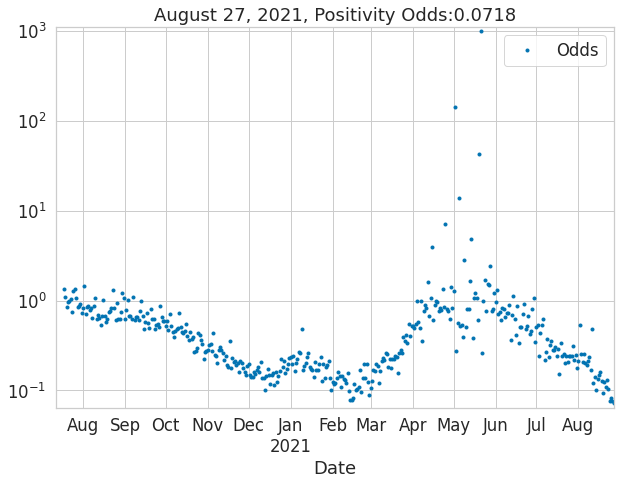 August 27, 2021, Positivity Odds:0.0718
Odds
10³
10²
10¹
10⁰
10⁻¹
Aug Sep Oct Nov Dec Jan Feb Mar Apr May Jun Jul Aug
2021
Date